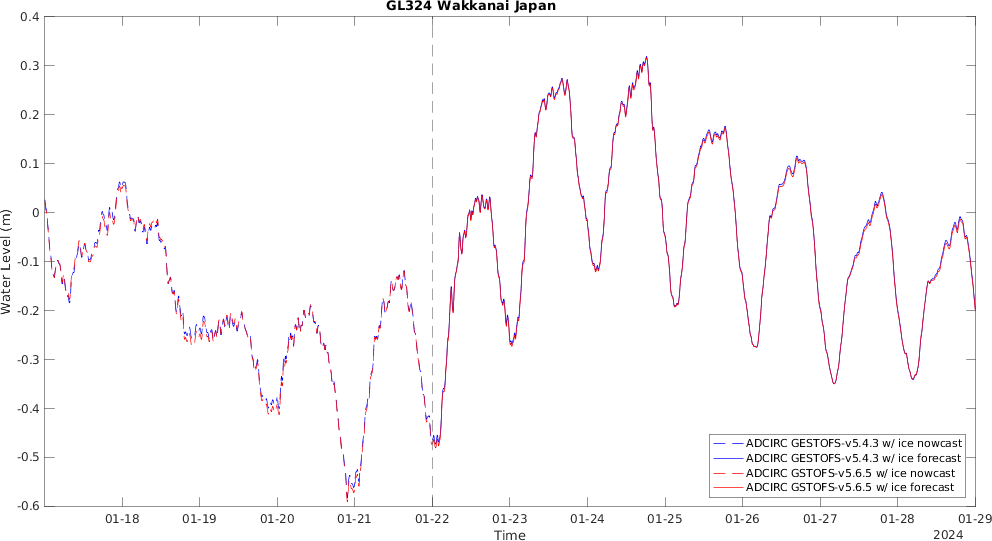 GL324 Wakkanai Japan
0.4
0.3
0.2
0.1
0
-0.1
-0.2
-0.3
-0.4
-0.5
-0.6
Water Level (m)
ADCIRC GESTOFS-v5.4.3 w/ ice nowcast
ADCIRC GESTOFS-v5.4.3 w/ ice forecast
ADCIRC GSTOFS-v5.6.5 w/ ice nowcast
ADCIRC GSTOFS-v5.6.5 w/ ice forecast
01-18 01-19 01-20 01-21 01-22 01-23 01-24 01-25 01-26 01-27 01-28 01-29
Time
2024